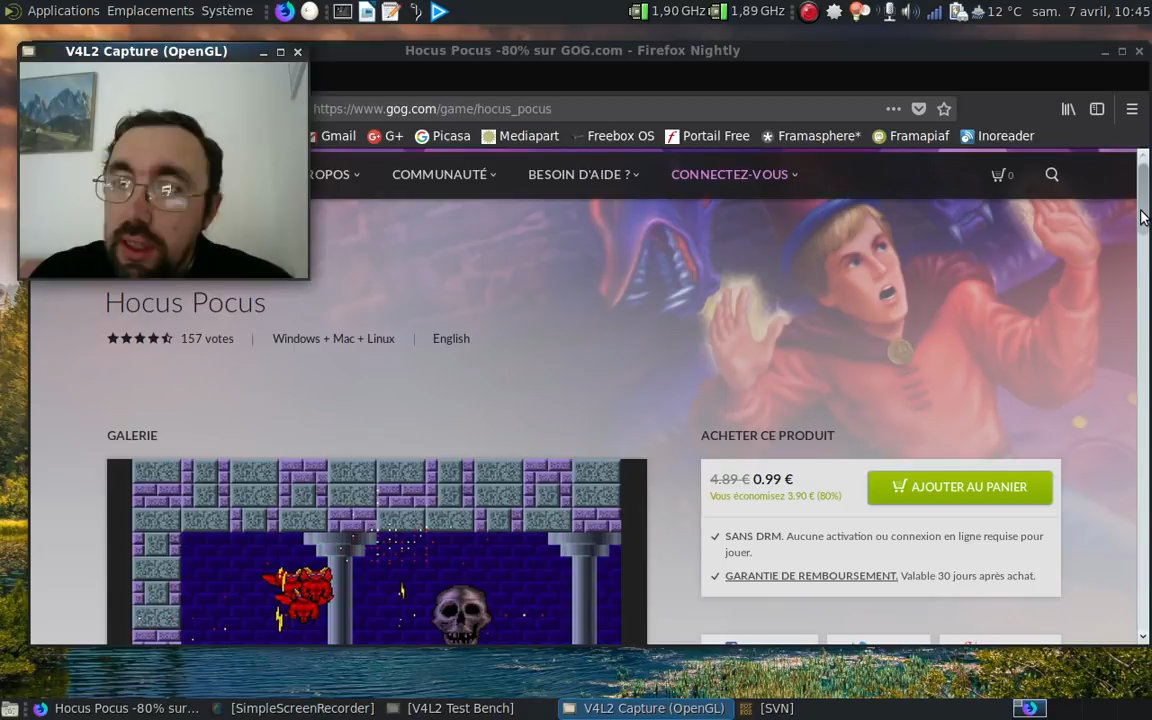 Applications Emplacements Système 1,90 GHz 1,89 GHz 12 °C sam. 7 avril, 10:45
V4L2 Capture (OpenGL)
Hocus Pocus -80% sur GOG.com - Firefox Nightly
https://www.gog.com/game/hocus_pocus
Gmail G+ Picasa Mediapart Freebox OS Portail Free Framasphere* Framapiaf Inoreader
ROPOS COMMUNAUTÉ BESOIN D'AIDE ? CONNECTEZ-VOUS 0
Hocus Pocus
157 votes Windows + Mac + Linux English
GALERIE
ACHETER CE PRODUIT
4.89 € 0.99 €
Vous économisez 3.90 € (80%)
AJOUTER AU PANIER
SANS DRM. Aucune activation ou connexion en ligne requise pour
jouer.
GARANTIE DE REMBOURSEMENT. Valable 30 jours après achat.
Hocus Pocus -80% sur... [SimpleScreenRecorder] [V4L2 Test Bench] V4L2 Capture (OpenGL) [SVN]